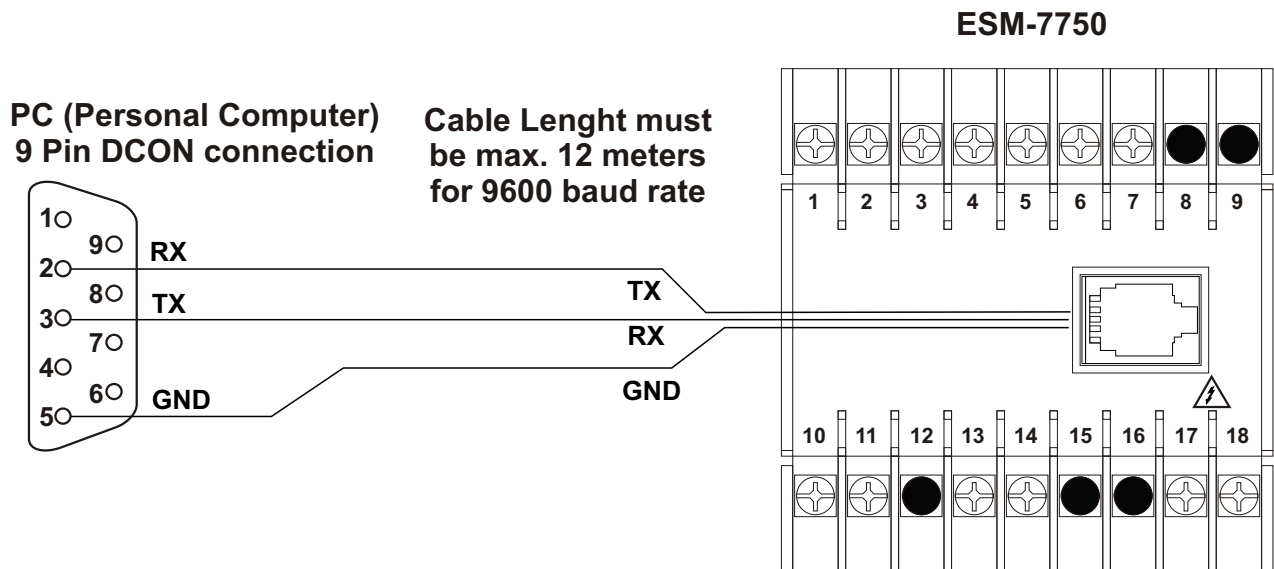 ESM-7750
PC (Personal Computer)
9 Pin DCON connection
Cable Lenght must
be max. 12 meters
for 9600 baud rate
1 2 3 4 5 6 7 8 9
1
9
RX
2
8
TX
TX
3
RX
7
4
6
GND
GND
5
10 11 12 13 14 15 16 17 18